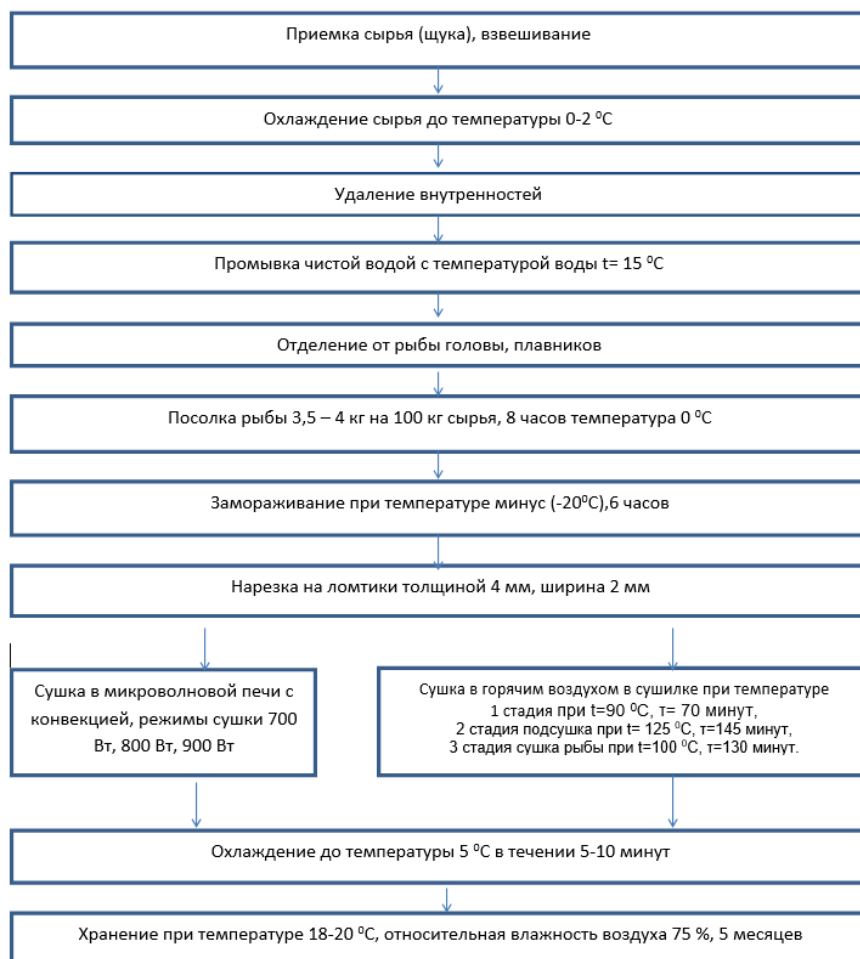 Приемка сырья (щука), взвешивание
Охлаждение сырья до температуры 0-2 ⁰С
Удаление внутренностей
Промывка чистой водой с температурой воды t= 15 ⁰С
Отделение от рыбы головы, плавников
Посолка рыбы 3,5 – 4 кг на 100 кг сырья, 8 часов температура 0 ⁰С
Замораживание при температуре минус (-20⁰С),6 часов
Нарезка на ломтики толщиной 4 мм, ширина 2 мм
Сушка в микроволновой печи с
конвекцией, режимы сушки 700
Вт, 800 Вт, 900 Вт
Сушка в горячим воздухом в сушилке при температуре
1 стадия при t=90 ⁰С, τ= 70 минут,
2 стадия подсушка при t= 125 ⁰С, τ=145 минут,
3 стадия сушка рыбы при t=100 ⁰С, τ=130 минут.
Охлаждение до температуры 5 ⁰С в течении 5-10 минут
Хранение при температуре 18-20 ⁰С, относительная влажность воздуха 75 %, 5 месяцев